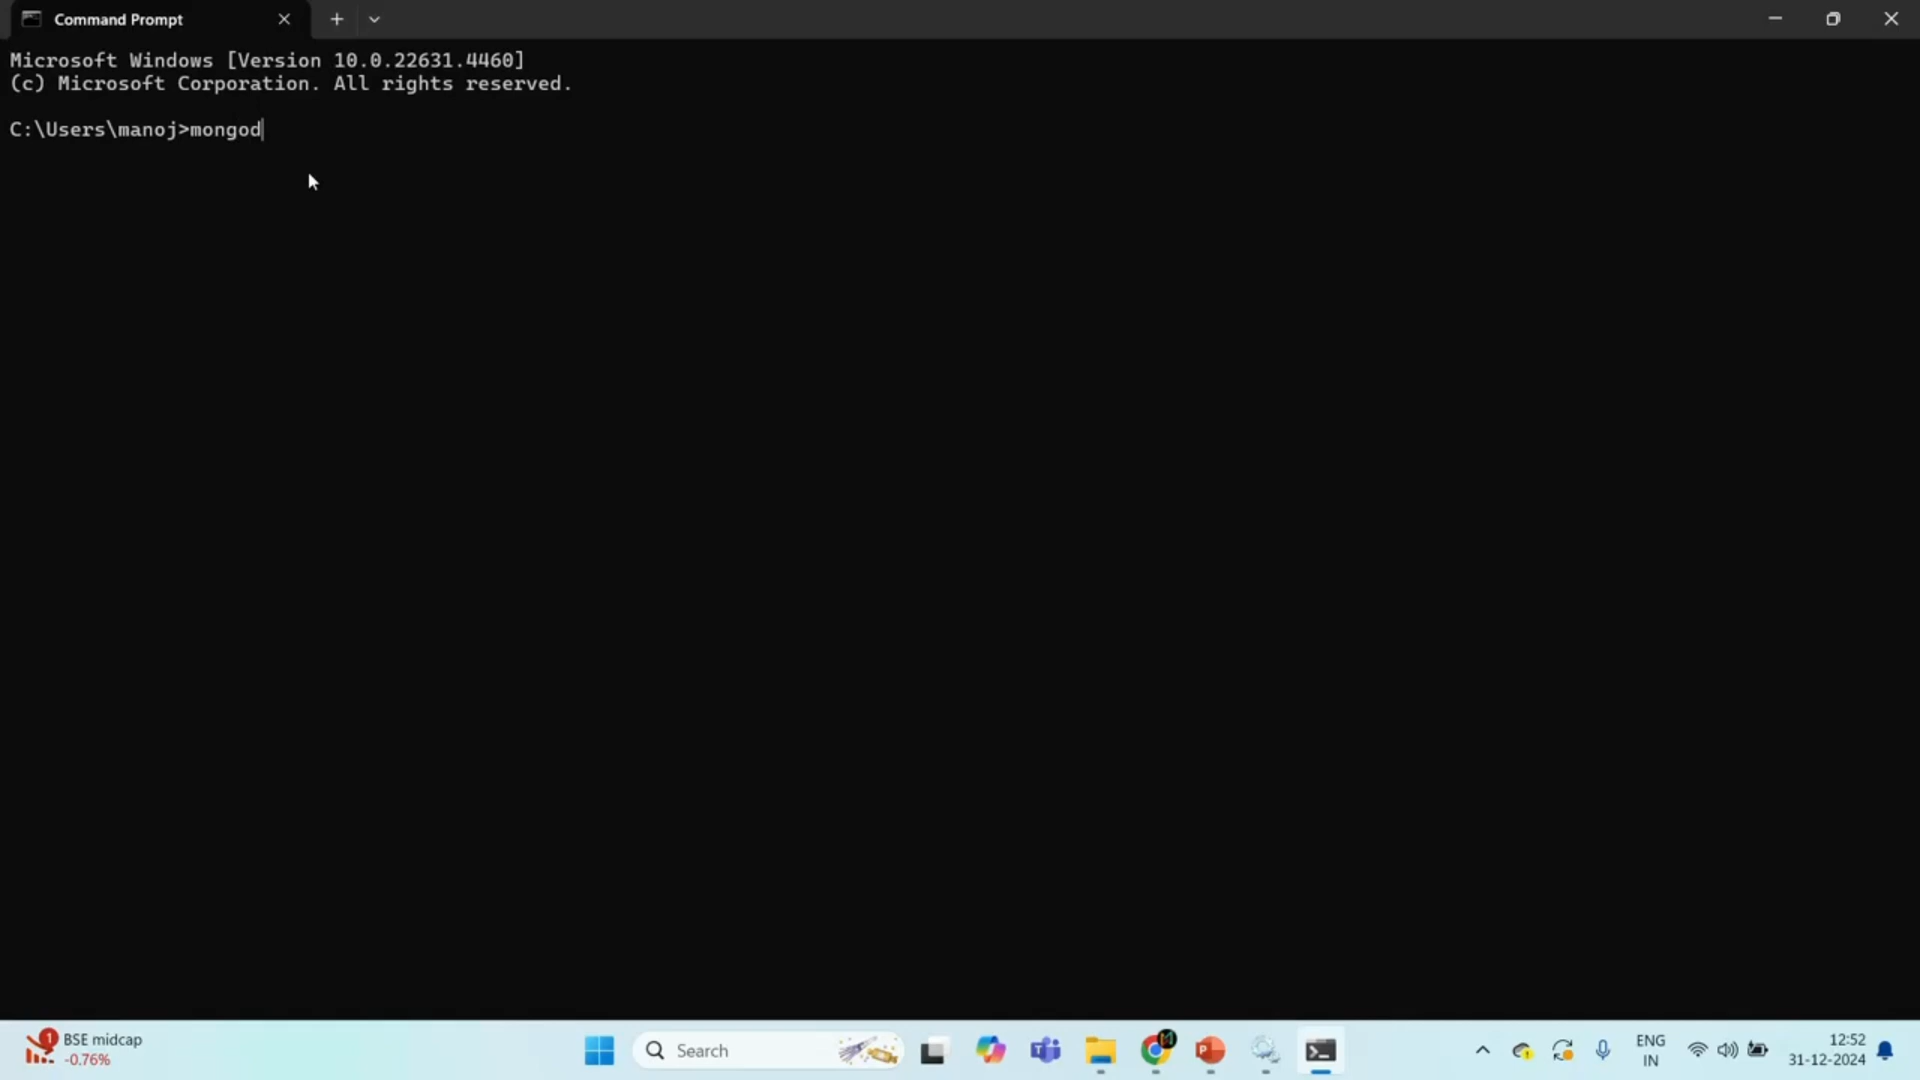 Command Prompt
Microsoft Windows [Version 10.0.22631.4460]
(c) Microsoft Corporation. All rights reserved.
C:\Users\manoj>mongod
1
BSE midcap
-0.76%
Search
ENG
IN
12:52
31-12-2024